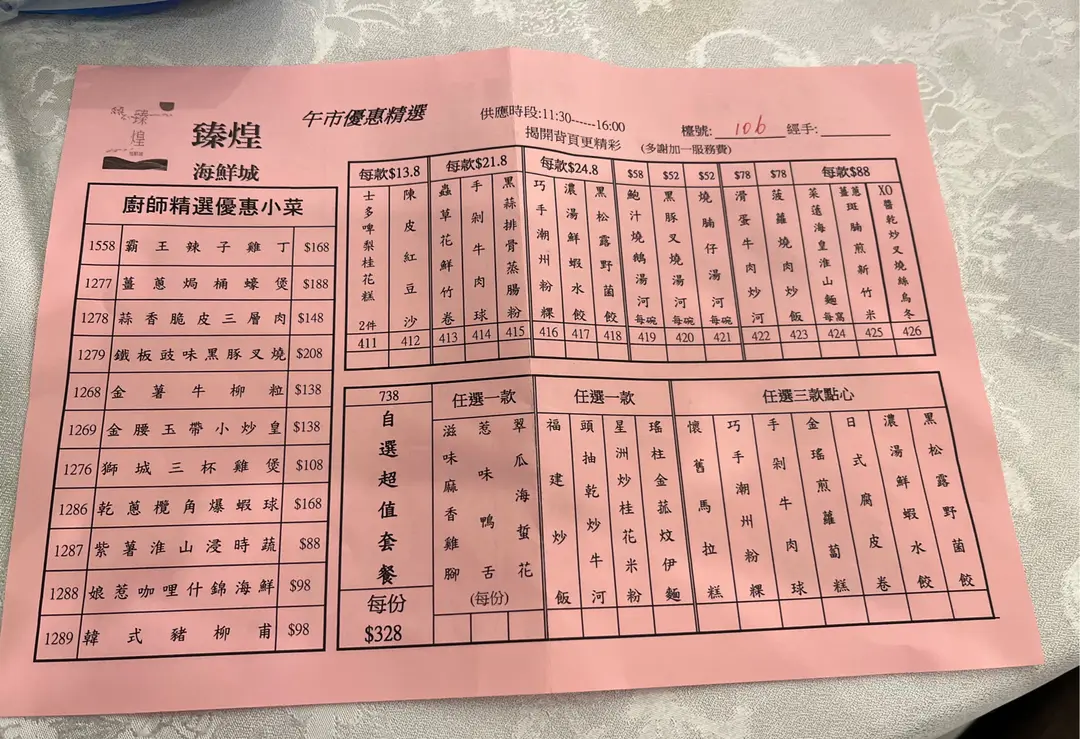 臻煌
海鮮城
午市優惠精選
供應時段:11:30------16:00
揭開背頁更精彩
(多謝加一服務費)
檯號: 106 經手:
廚師精選優惠小菜
1558 霸王辣子雞丁 $168
1277 薑蔥焗桶蠔煲 $188
1278 蒜香脆皮三層肉 $148
1279 鐵板豉味黑豚叉燒 $208
1268 金薯牛柳粒 $138
1269 金腰玉帶小炒皇 $138
1276 獅城三杯雞煲 $108
1286 乾蔥欖角爆蝦球 $168
1287 紫薯淮山浸時蔬 $88
1288 娘惹咖哩什錦海鮮 $98
1289 韓式豬柳甫 $98
每款$13.8
士多啤梨桂花糕 2件 411
陳皮紅豆沙 412
每款$21.8
蟲草花鮮竹卷 413
手剁牛肉球 414
黑蒜排骨蒸腸粉 415
每款$24.8
巧手潮州粉粿 416
濃湯鮮蝦水餃 417
黑松露野菌餃 418
$58 鮑汁燒鵝湯河 每碗 419
$52 黑豚叉燒湯河 每碗 420
$52 燒腩仔湯河 每碗 421
$78 滑蛋牛肉炒河 422
$78 菠蘿燒肉炒飯 423
每款$88
菜薳海皇淮山麵 每窩 424
薑蔥斑腩煎新竹米 425
XO醬乾炒叉燒絲烏冬 426
738
自選超值套餐
每份
$328
任選一款
滋味麻香雞腳
惹味鴨舌
翠瓜海蜇花
(每份)
任選一款
福建炒飯
頭抽乾炒牛河
星洲炒桂花米粉
瑤柱金菰炆伊麵
任選三款點心
懷舊馬拉糕
巧手潮州粉粿
手剁牛肉球
金瑤煎蘿蔔糕
日式腐皮卷
濃湯鮮蝦水餃
黑松露野菌餃